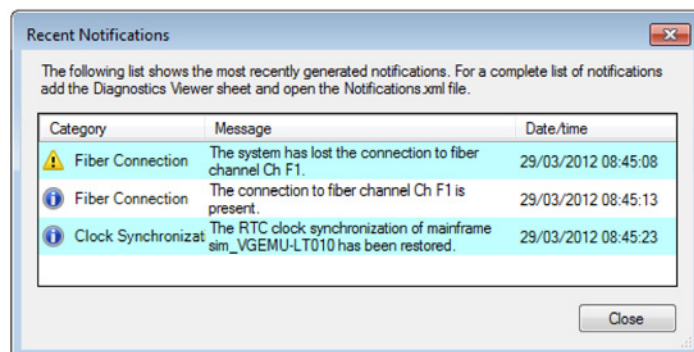 Recent Notifications
The following list shows the most recently generated notifications. For a complete list of notifications
add the Diagnostics Viewer sheet and open the Notifications.xml file.
Category Message Date/time
Fiber Connection The system has lost the connection to fiber channel Ch F1. 29/03/2012 08:45:08
Fiber Connection The connection to fiber channel Ch F1 is present. 29/03/2012 08:45:13
Clock Synchronizati The RTC clock synchronization of mainframe sim_VGEMU-LT010 has been restored. 29/03/2012 08:45:23
Close